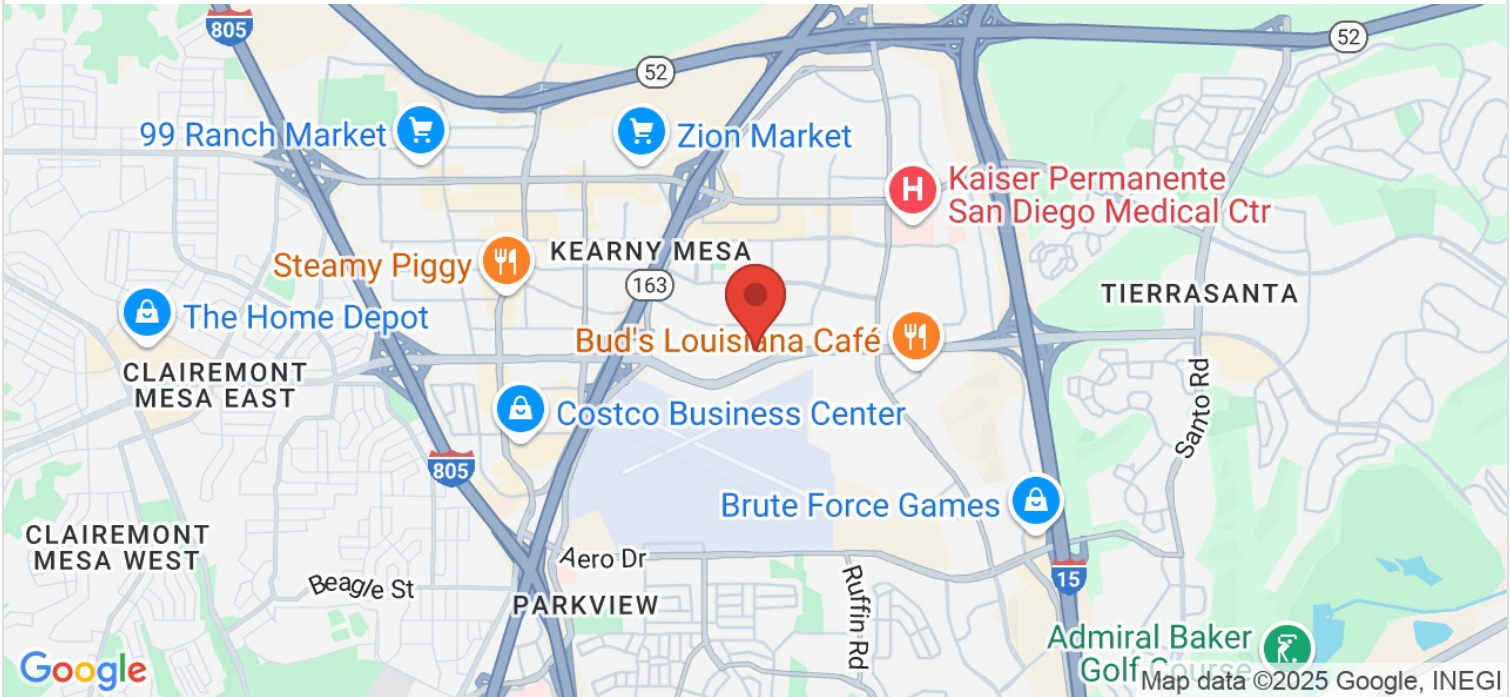 805
52
52
99 Ranch Market
Zion Market
Kaiser Permanente
San Diego Medical Ctr
KEARNY MESA
Steamy Piggy
163
TIERRASANTA
The Home Depot
Bud's Louisiana Café
CLAIREMONT
MESA EAST
Costco Business Center
Santo Rd
805
Brute Force Games
CLAIREMONT
MESA WEST
Aero Dr
Beagle St
15
PARKVIEW
Ruffin Rd
Admiral Baker
Golf Course
Google
Map data ©2025 Google, INEGI